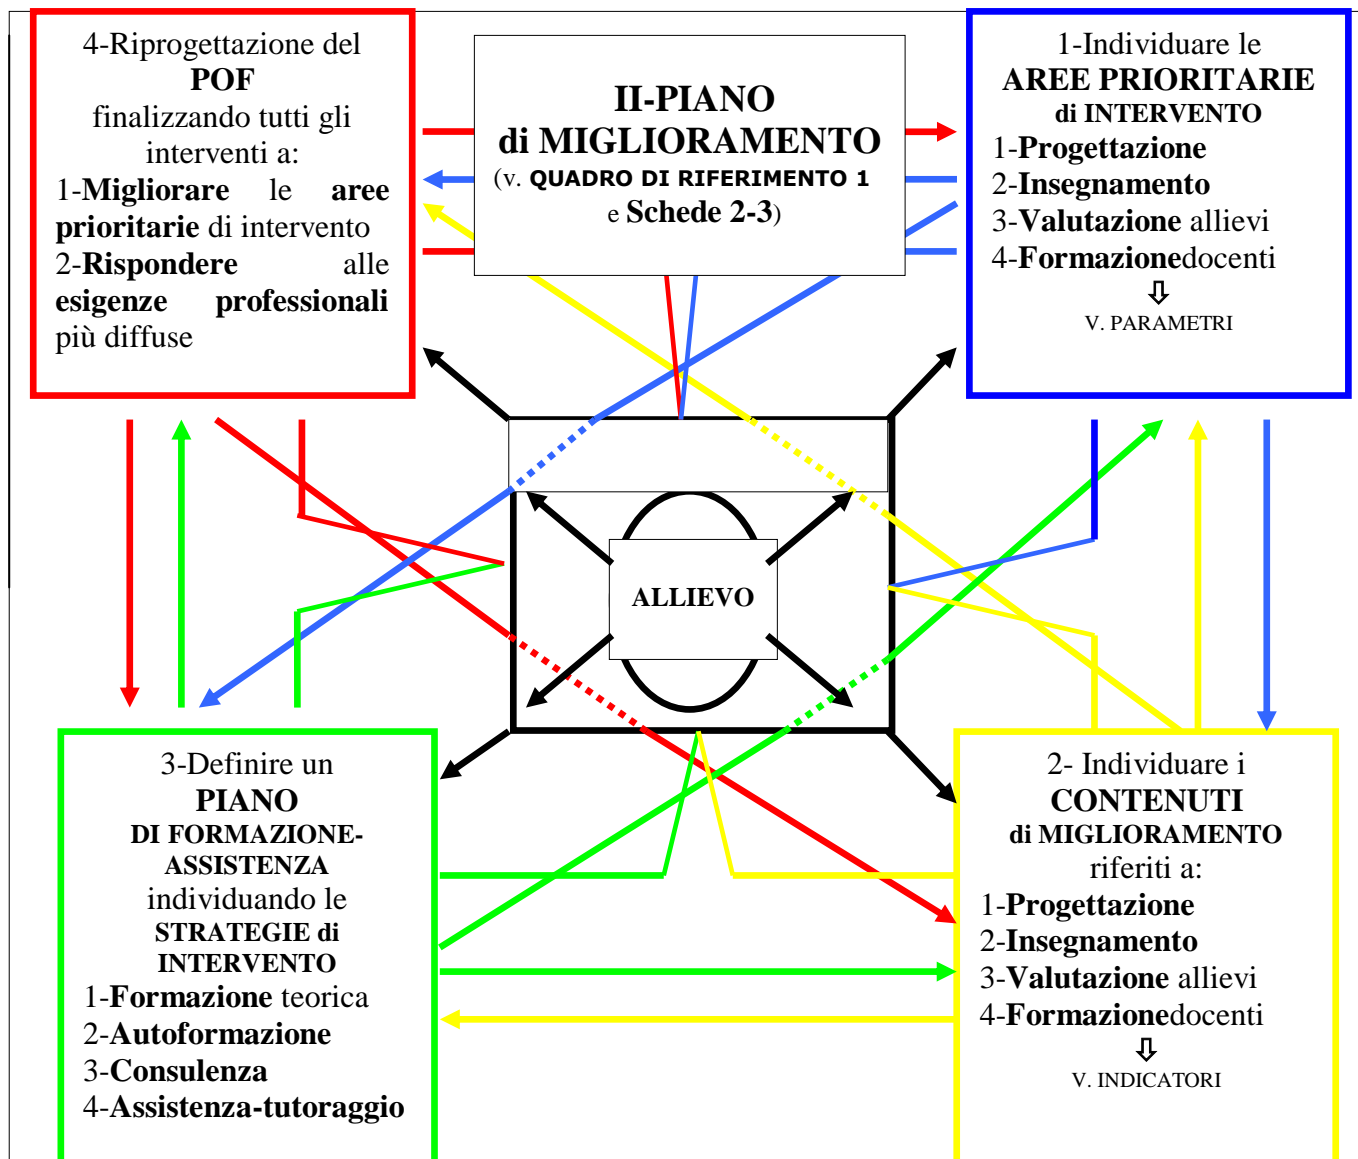 4-Riprogettazione del
POF
finalizzando tutti gli
interventi a:
1-Migliorare le aree
prioritarie di intervento
2-Rispondere alle
esigenze professionali
più diffuse
II-PIANO
di MIGLIORAMENTO
(v. QUADRO DI RIFERIMENTO 1
e Schede 2-3)
1-Individuare le
AREE PRIORITARIE
di INTERVENTO
1-Progettazione
2-Insegnamento
3-Valutazione allievi
4-Formazionedocenti
V. PARAMETRI
ALLIEVO
3-Definire un
PIANO
DI FORMAZIONE-
ASSISTENZA
individuando le
STRATEGIE di
INTERVENTO
1-Formazione teorica
2-Autoformazione
3-Consulenza
4-Assistenza-tutoraggio
2- Individuare i
CONTENUTI
di MIGLIORAMENTO
riferiti a:
1-Progettazione
2-Insegnamento
3-Valutazione allievi
4-Formazionedocenti
V. INDICATORI